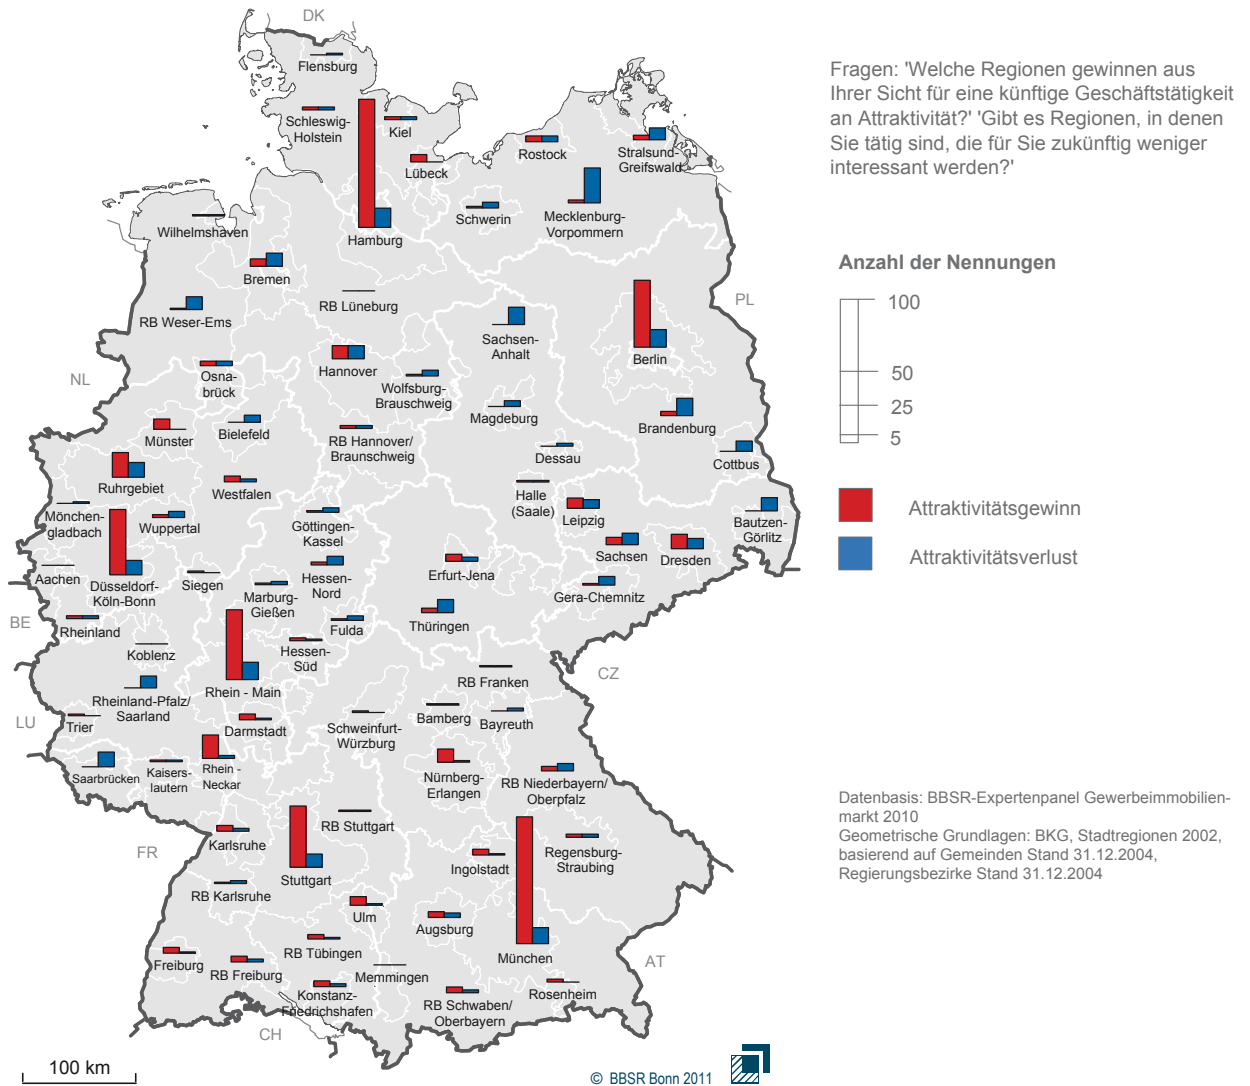 DK
Flensburg
Schleswig-
Holstein
Kiel
Lübeck
Hamburg
Rostock
Stralsund-
Greifswald
Schwerin
Mecklenburg-
Vorpommern
Wilhelmshaven
Bremen
RB Lüneburg
RB Weser-Ems
PL
Sachsen-
Anhalt
Berlin
Hannover
NL
Osna-
brück
Wolfsburg-
Brauschweig
Magdeburg
Brandenburg
Münster
Bielefeld
RB Hannover/
Braunschweig
Dessau
Cottbus
Ruhrgebiet
Westfalen
Halle
(Saale)
Leipzig
Mönchen-
gladbach
Wuppertal
Göttingen-
Kassel
Bautzen-
Görlitz
Sachsen
Dresden
Aachen
Düsseldorf-
Köln-Bonn
Siegen
Marburg-
Gießen
Hessen-
Nord
Erfurt-Jena
Gera-Chemnitz
BE
Rheinland
Fulda
Thüringen
Koblenz
Hessen-
Süd
CZ
Rhein - Main
RB Franken
Rheinland-Pfalz/
Saarland
LU
Trier
Darmstadt
Schweinfurt-
Würzburg
Bamberg
Bayreuth
Saarbrücken
Kaisers-
lautern
Rhein -
Neckar
Nürnberg-
Erlangen
RB Niederbayern/
Oberpfalz
RB Stuttgart
FR
Karlsruhe
Stuttgart
Ingolstadt
Regensburg-
Straubing
RB Karlsruhe
Ulm
Augsburg
München
Freiburg
RB Freiburg
RB Tübingen
Memmingen
AT
Konstanz-
Friedrichshafen
RB Schwaben/
Oberbayern
Rosenheim
CH
100 km
© BBSR Bonn 2011
Fragen: 'Welche Regionen gewinnen aus
Ihrer Sicht für eine künftige Geschäftstätigkeit
an Attraktivität?' 'Gibt es Regionen, in denen
Sie tätig sind, die für Sie zukünftig weniger
interessant werden?'
Anzahl der Nennungen
100
50
25
5
Attraktivitätsgewinn
Attraktivitätsverlust
Datenbasis: BBSR-Expertenpanel Gewerbeimmobilien-
markt 2010
Geometrische Grundlagen: BKG, Stadtregionen 2002,
basierend auf Gemeinden Stand 31.12.2004,
Regierungsbezirke Stand 31.12.2004